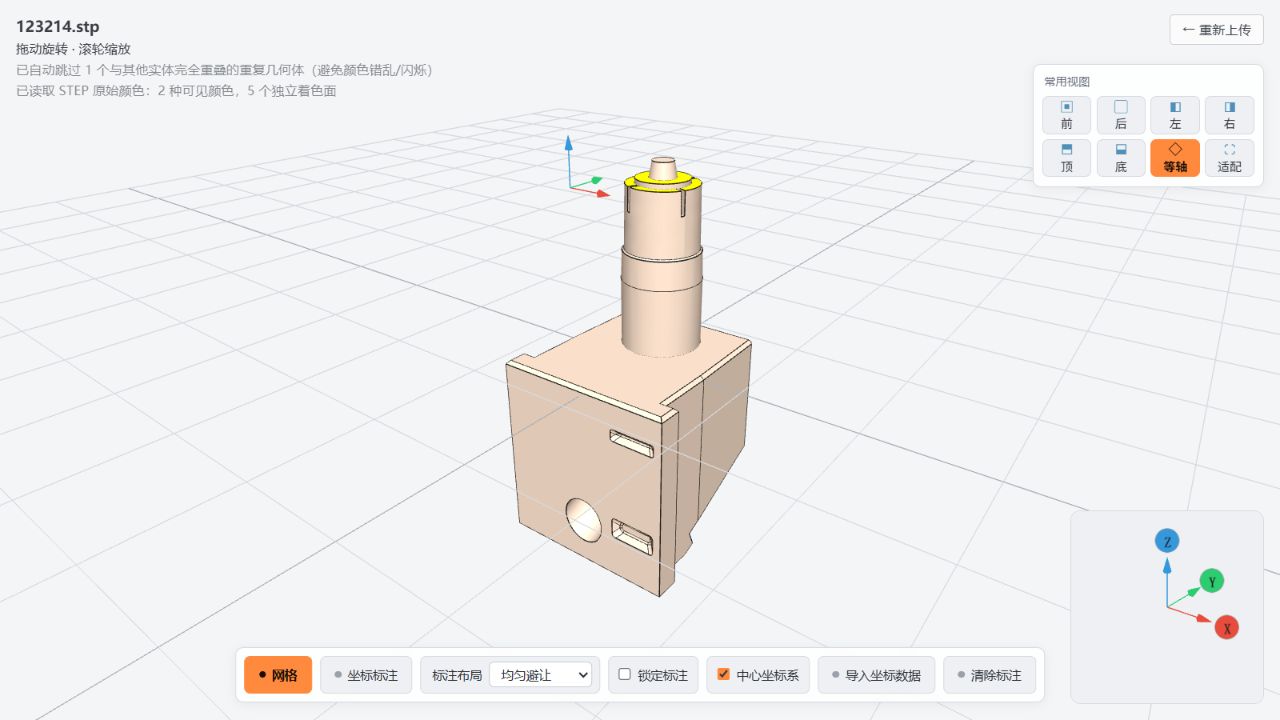 123214.stp
拖动旋转 · 滚轮缩放
已自动跳过 1 个与其他实体完全重叠的重复几何体（避免颜色错乱/闪烁）
已读取 STEP 原始颜色：2 种可见颜色，5 个独立着色面
← 重新上传
常用视图
前 后 左 右
顶 底 等轴 适配
Z
Y
X
网格 坐标标注 标注布局 均匀避让 锁定标注 中心坐标系 导入坐标数据 清除标注